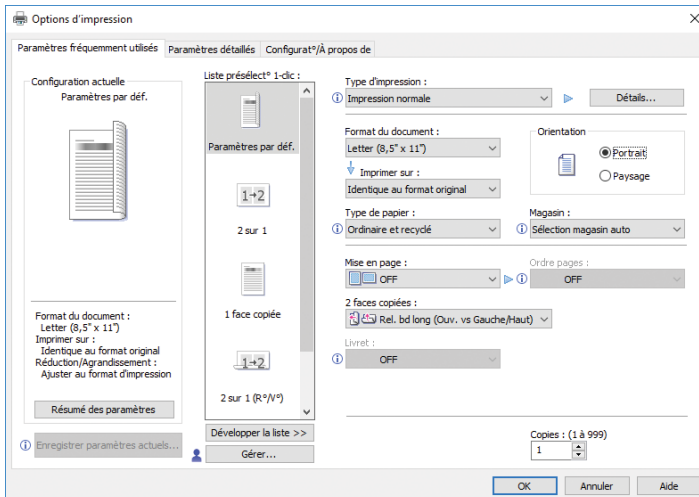 Options d'impression
Paramètres fréquemment utilisés
Paramètres détaillés
Configurat°/À propos de
Configuration actuelle
Paramètres par déf.
Format du document :
Letter (8,5" x 11")
Imprimer sur :
Identique au format original
Réduction/Agrandissement :
Ajuster au format d'impression
Résumé des paramètres
Enregistrer paramètres actuels...
Liste présélect° 1-clic :
Paramètres par déf.
1→2
2 sur 1
1 face copiée
1→2
2 sur 1 (R°/V°)
Développer la liste >>
Gérer...
Type d'impression :
Impression normale
Détails...
Format du document :
Letter (8,5" x 11")
Imprimer sur :
Identique au format original
Orientation
Portrait
Paysage
Type de papier :
Ordinaire et recyclé
Magasin :
Sélection magasin auto
Mise en page :
OFF
Ordre pages :
OFF
2 faces copiées :
Rel. bd long (Ouv. vs Gauche/Haut)
Livret :
OFF
Copies : (1 à 999)
1
OK
Annuler
Aide